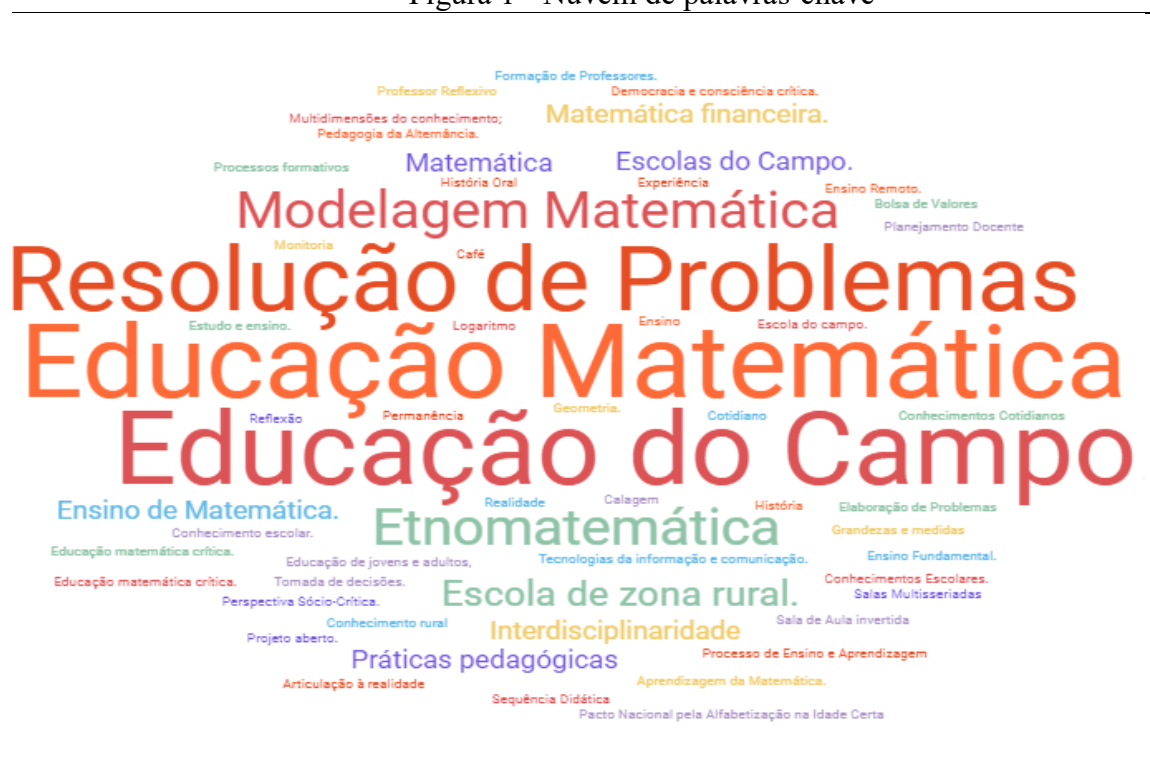 Figura 1 - Nuvem de palavras-chave
Formação de Professores.
Professor Reflexivo
Democracia e consciência crítica.
Matemática financeira.
Multidimensões do conhecimento;
Pedagogia da Alternância.
Processos formativos
Matemática
Escolas do Campo.
História Oral
Experiência
Ensino Remoto.
Modelagem Matemática
Bolsa de Valores
Planejamento Docente
Monitoria
Café
Resolução de Problemas
Estudo e ensino.
Logaritmo
Ensino
Escola do campo.
Educação Matemática
Reflexão
Permanência
Geometria.
Cotidiano
Conhecimentos Cotidianos
Educação do Campo
Ensino de Matemática.
Realidade
Calagem
História
Elaboração de Problemas
Conhecimento escolar.
Etnomatemática
Grandezas e medidas
Educação matemática crítica.
Educação de jovens e adultos,
Tecnologias da informação e comunicação.
Ensino Fundamental.
Educação matemática crítica.
Tomada de decisões.
Conhecimentos Escolares.
Perspectiva Sócio-Crítica.
Escola de zona rural.
Salas Multisseriadas
Conhecimento rural
Interdisciplinaridade
Sala de Aula invertida
Projeto aberto.
Práticas pedagógicas
Processo de Ensino e Aprendizagem
Articulação à realidade
Aprendizagem da Matemática.
Sequência Didática
Pacto Nacional pela Alfabetização na Idade Certa